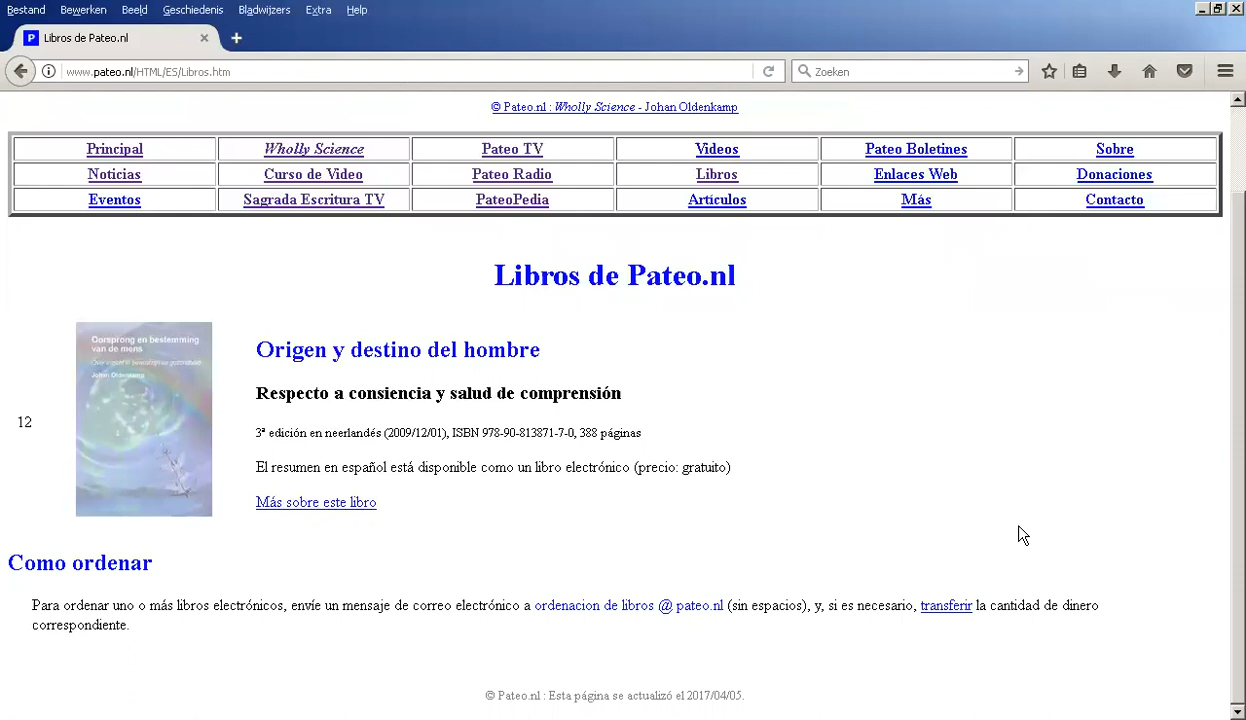 Bestand Bewerken Beeld Geschiedenis Bladwijzers Extra Help
P Libros de Pateo.nl
www.pateo.nl/HTML/ES/Libros.htm Zoeken
© Pateo.nl : Wholly Science - Johan Oldenkamp
Principal Wholly Science Pateo TV Videos Pateo Boletines Sobre
Noticias Curso de Video Pateo Radio Libros Enlaces Web Donaciones
Eventos Sagrada Escritura TV PateoPedia Artículos Más Contacto
Libros de Pateo.nl
Oorsprong en bestemming
van de mens
Johan Oldenkamp
12
Origen y destino del hombre
Respecto a consiencia y salud de comprensión
3ª edición en neerlandés (2009/12/01), ISBN 978-90-813871-7-0, 388 páginas
El resumen en español está disponible como un libro electrónico (precio: gratuito)
Más sobre este libro
Como ordenar
Para ordenar uno o más libros electrónicos, envíe un mensaje de correo electrónico a ordenacion de libros @ pateo.nl (sin espacios), y, si es necesario, transferir la cantidad de dinero
correspondiente.
© Pateo.nl : Esta página se actualizó el 2017/04/05.